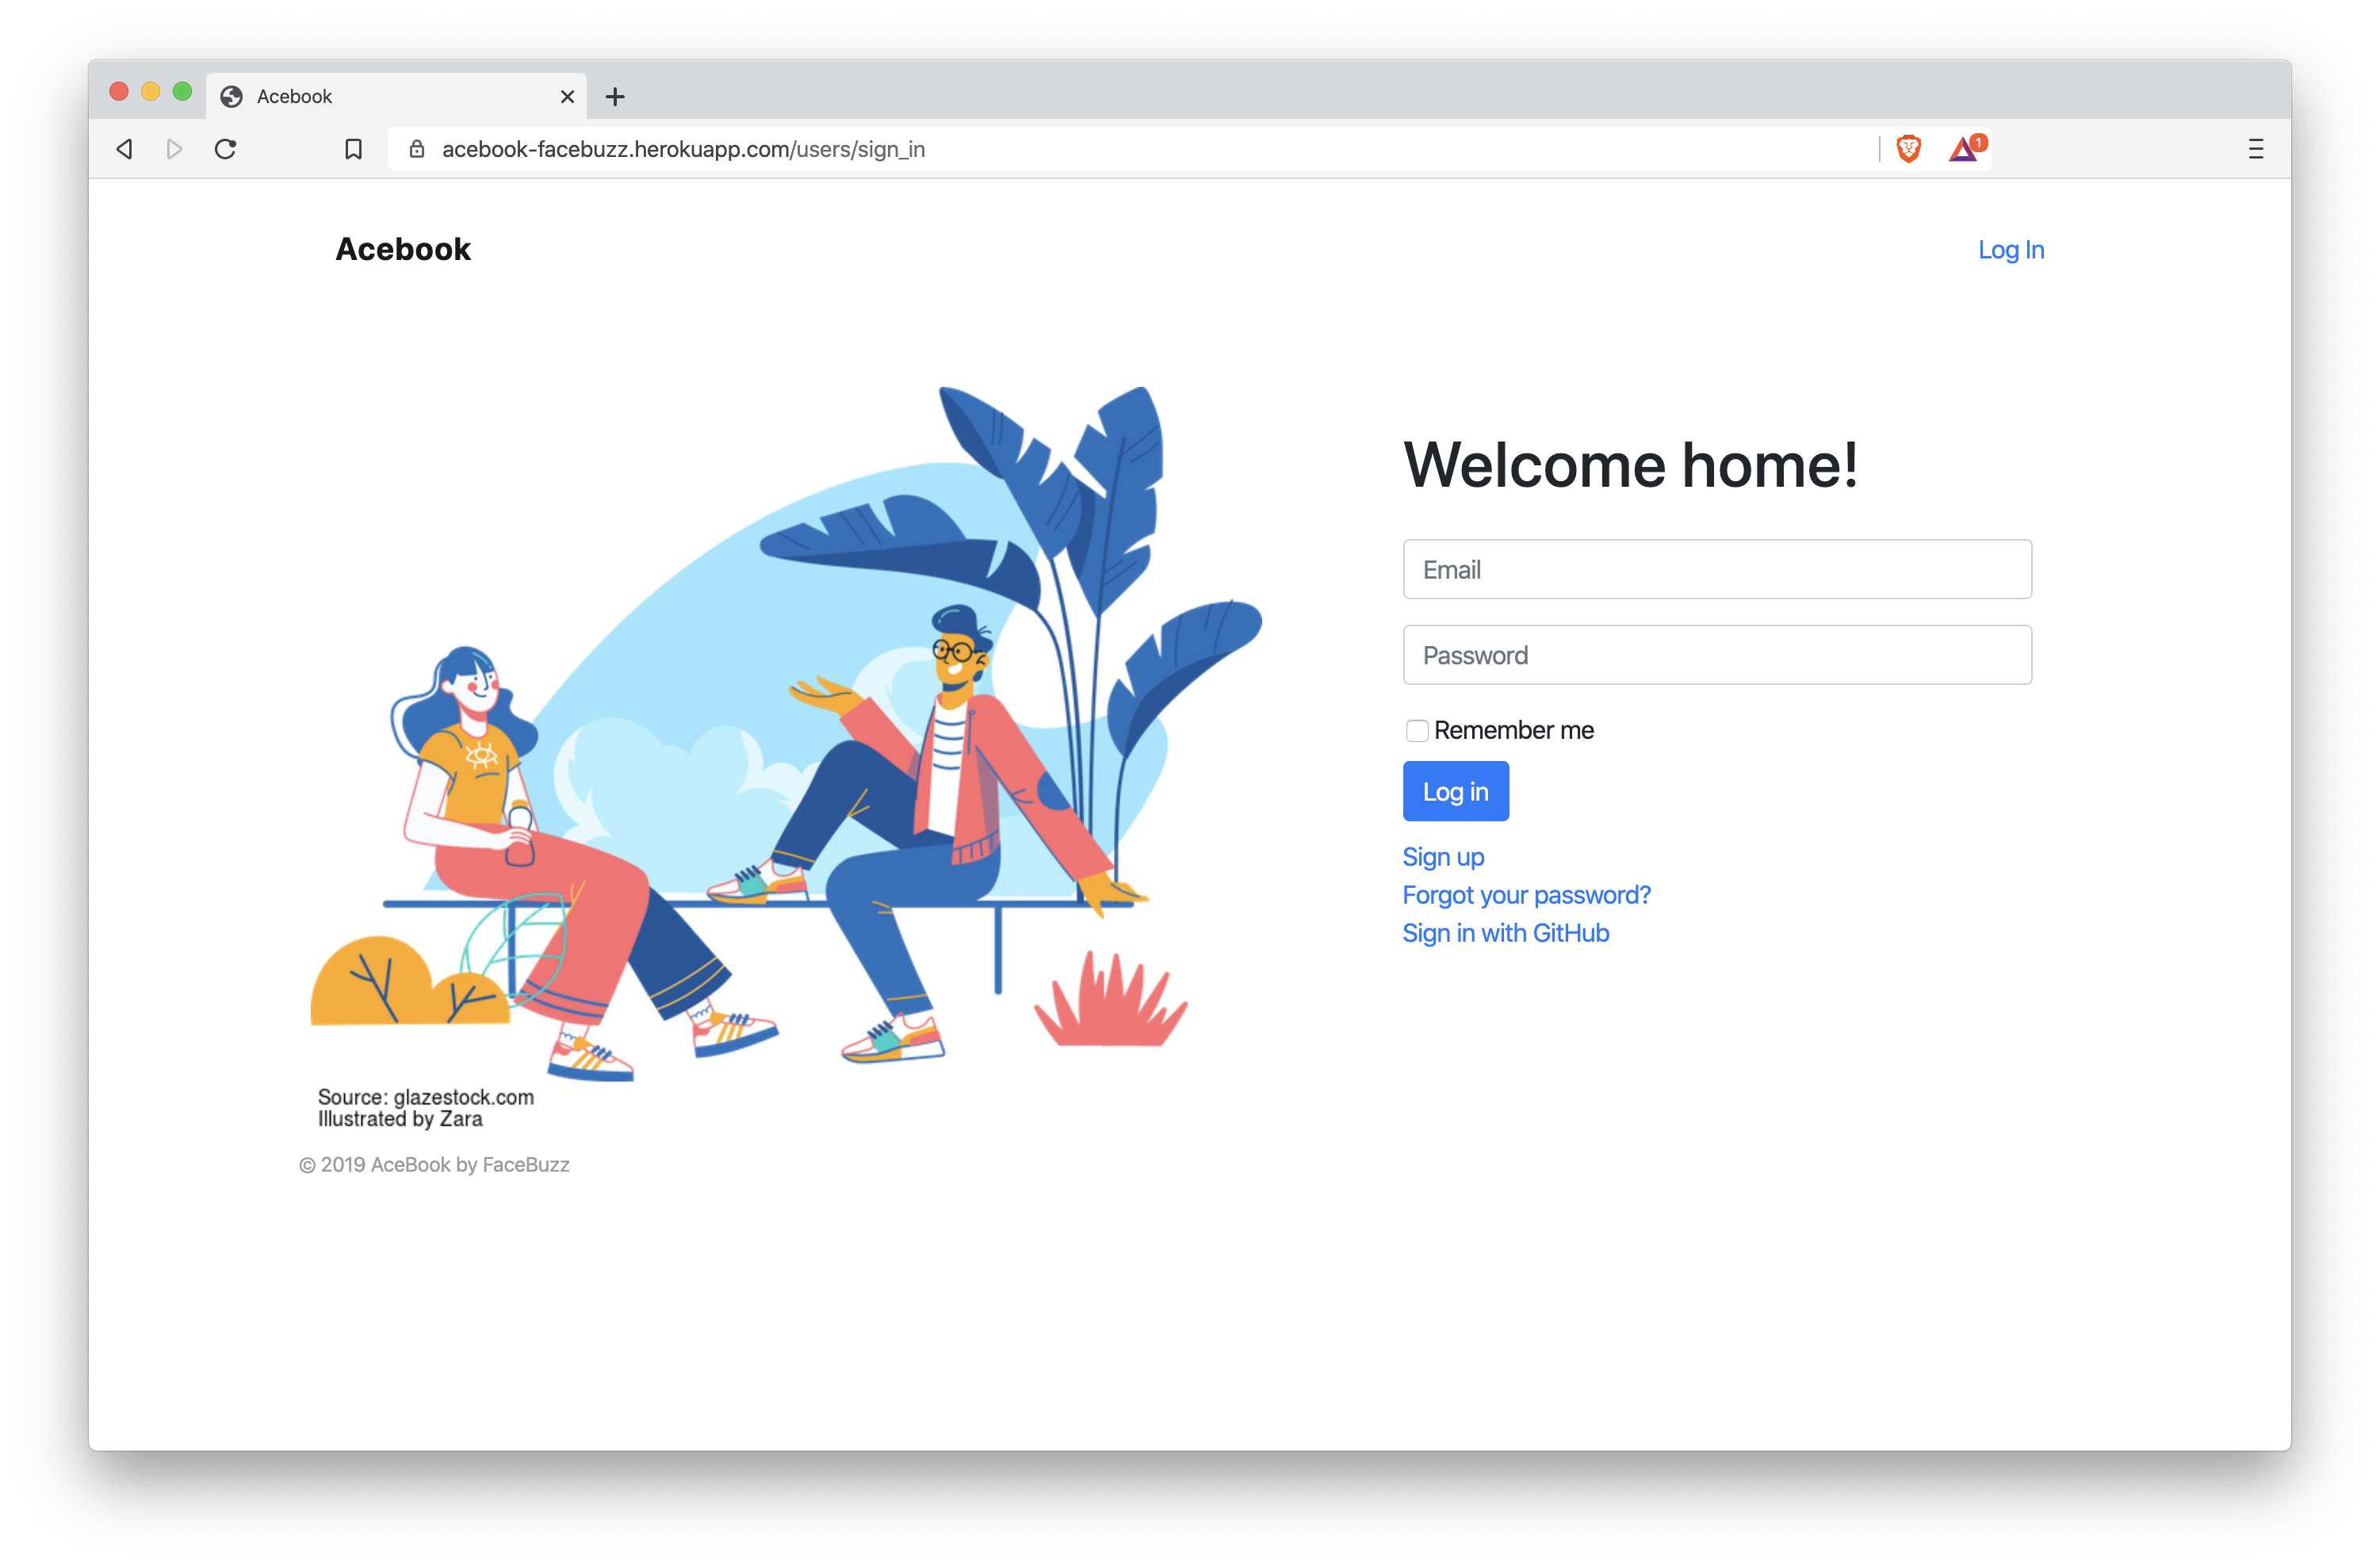 Acebook
acebook-facebuzz.herokuapp.com/users/sign_in
1
Acebook
Log In
Welcome home!
Email
Password
Remember me
Log in
Sign up
Forgot your password?
Sign in with GitHub
Source: glazestock.com
Illustrated by Zara
© 2019 AceBook by FaceBuzz